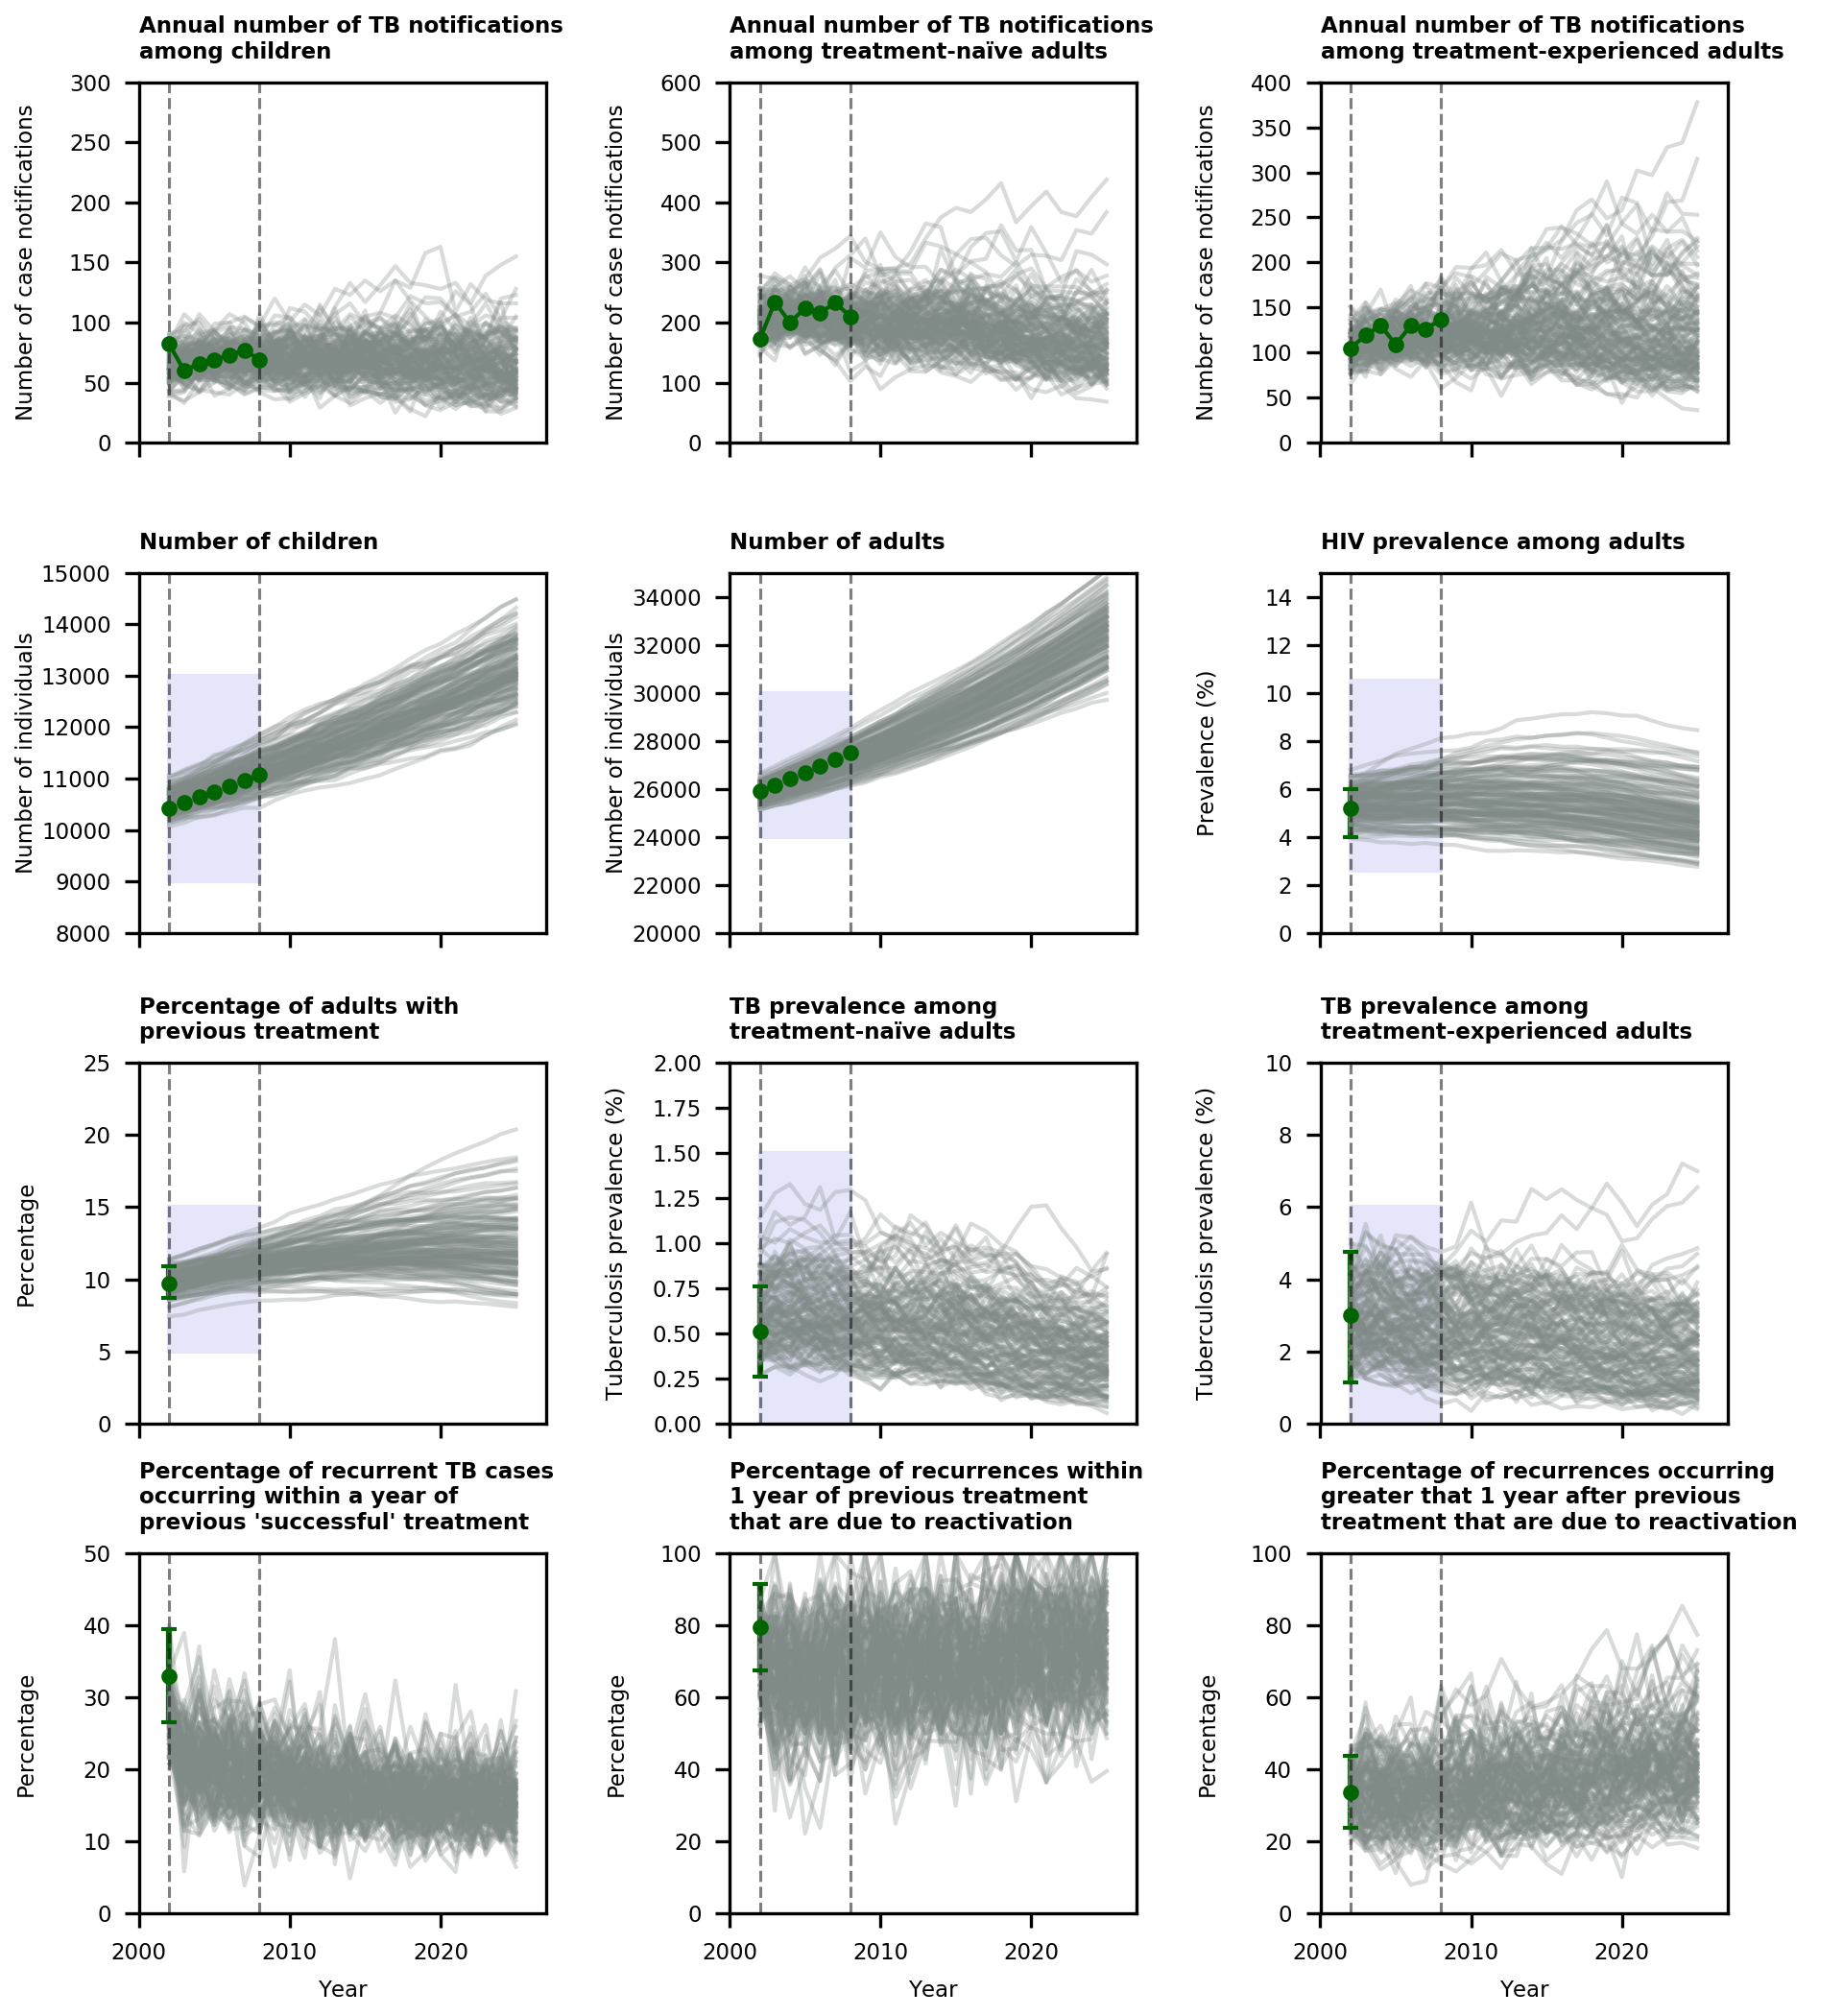 Annual number of TB notifications
among children
Annual number of TB notifications
among treatment-naïve adults
Annual number of TB notifications
among treatment-experienced adults
Number of case notifications
300
250
200
150
100
50
0
Number of case notifications
600
500
400
300
200
100
0
Number of case notifications
400
350
300
250
200
150
100
50
0
Number of children
Number of adults
HIV prevalence among adults
Number of individuals
15000
14000
13000
12000
11000
10000
9000
8000
Number of individuals
34000
32000
30000
28000
26000
24000
22000
20000
Prevalence (%)
14
12
10
8
6
4
2
0
Percentage of adults with
previous treatment
TB prevalence among
treatment-naïve adults
TB prevalence among
treatment-experienced adults
Percentage
25
20
15
10
5
0
Tuberculosis prevalence (%)
2.00
1.75
1.50
1.25
1.00
0.75
0.50
0.25
0.00
Tuberculosis prevalence (%)
10
8
6
4
2
0
Percentage of recurrent TB cases
occurring within a year of
previous 'successful' treatment
Percentage of recurrences within
1 year of previous treatment
that are due to reactivation
Percentage of recurrences occurring
greater that 1 year after previous
treatment that are due to reactivation
Percentage
50
40
30
20
10
0
2000 2010 2020
Year
Percentage
100
80
60
40
20
0
2000 2010 2020
Year
Percentage
100
80
60
40
20
0
2000 2010 2020
Year